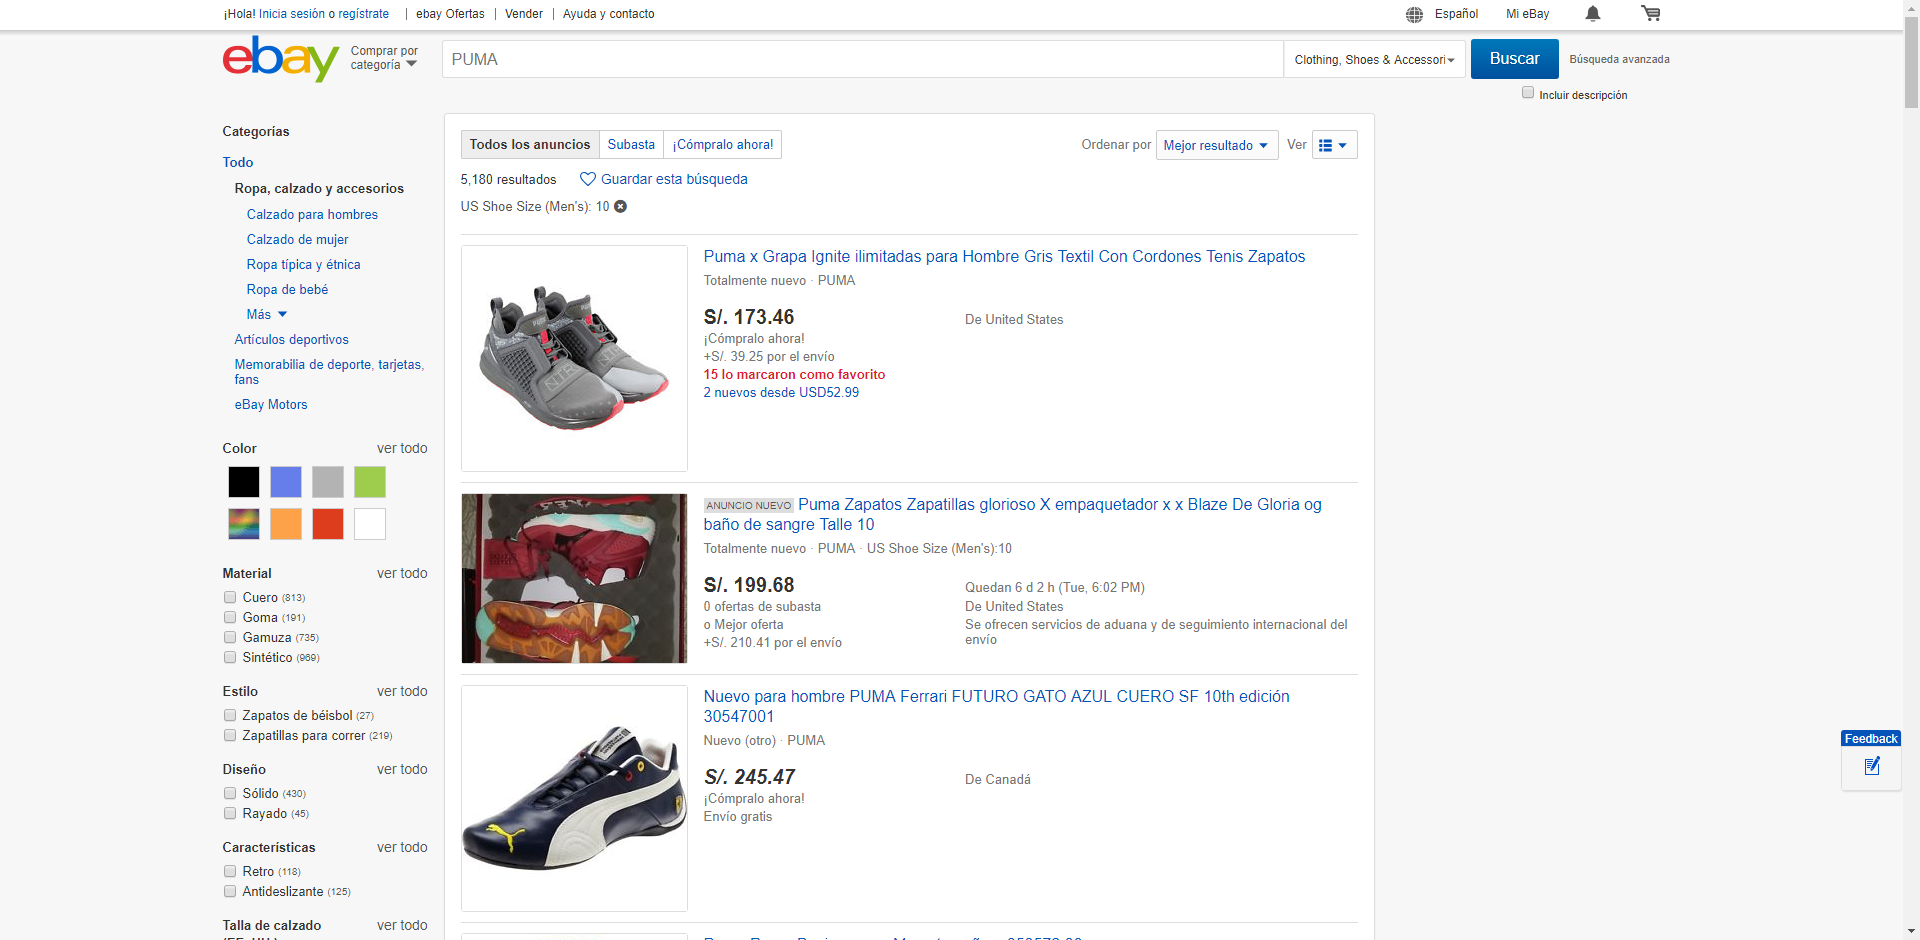 ¡Hola! Inicia sesión o regístrate | ebay Ofertas | Vender | Ayuda y contacto
Español Mi eBay
ebay
Comprar por categoría
PUMA
Clothing, Shoes & Accessori
Buscar
Búsqueda avanzada
Incluir descripción
Categorías
Todo
Ropa, calzado y accesorios
Calzado para hombres
Calzado de mujer
Ropa típica y étnica
Ropa de bebé
Más
Artículos deportivos
Memorabilia de deporte, tarjetas,
fans
eBay Motors
Color ver todo
Material ver todo
Cuero (813)
Goma (191)
Gamuza (735)
Sintético (969)
Estilo ver todo
Zapatos de béisbol (27)
Zapatillas para correr (219)
Diseño ver todo
Sólido (430)
Rayado (45)
Características ver todo
Retro (118)
Antideslizante (125)
Talla de calzado ver todo
Todos los anuncios Subasta ¡Cómpralo ahora!
Ordenar por Mejor resultado Ver
5,180 resultados Guardar esta búsqueda
US Shoe Size (Men's): 10
Puma x Grapa Ignite ilimitadas para Hombre Gris Textil Con Cordones Tenis Zapatos
Totalmente nuevo · PUMA
S/. 173.46 De United States
¡Cómpralo ahora!
+S/. 39.25 por el envío
15 lo marcaron como favorito
2 nuevos desde USD52.99
ANUNCIO NUEVO Puma Zapatos Zapatillas glorioso X empaquetador x x Blaze De Gloria og
baño de sangre Talle 10
Totalmente nuevo · PUMA · US Shoe Size (Men's):10
S/. 199.68 Quedan 6 d 2 h (Tue, 6:02 PM)
0 ofertas de subasta De United States
o Mejor oferta Se ofrecen servicios de aduana y de seguimiento internacional del
envío
+S/. 210.41 por el envío
Nuevo para hombre PUMA Ferrari FUTURO GATO AZUL CUERO SF 10th edición
30547001
Nuevo (otro) · PUMA
S/. 245.47 De Canadá
¡Cómpralo ahora!
Envío gratis
Feedback